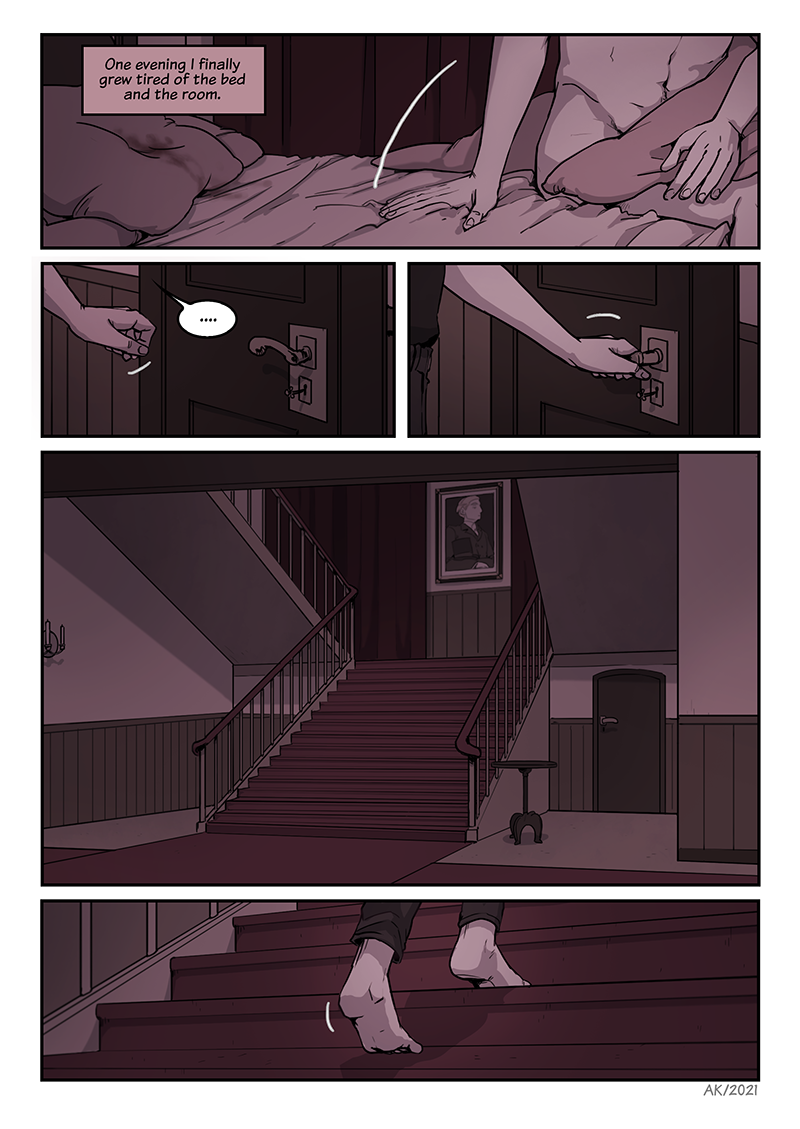 One evening I finally
grew tired of the bed
and the room.
....
AK/2021